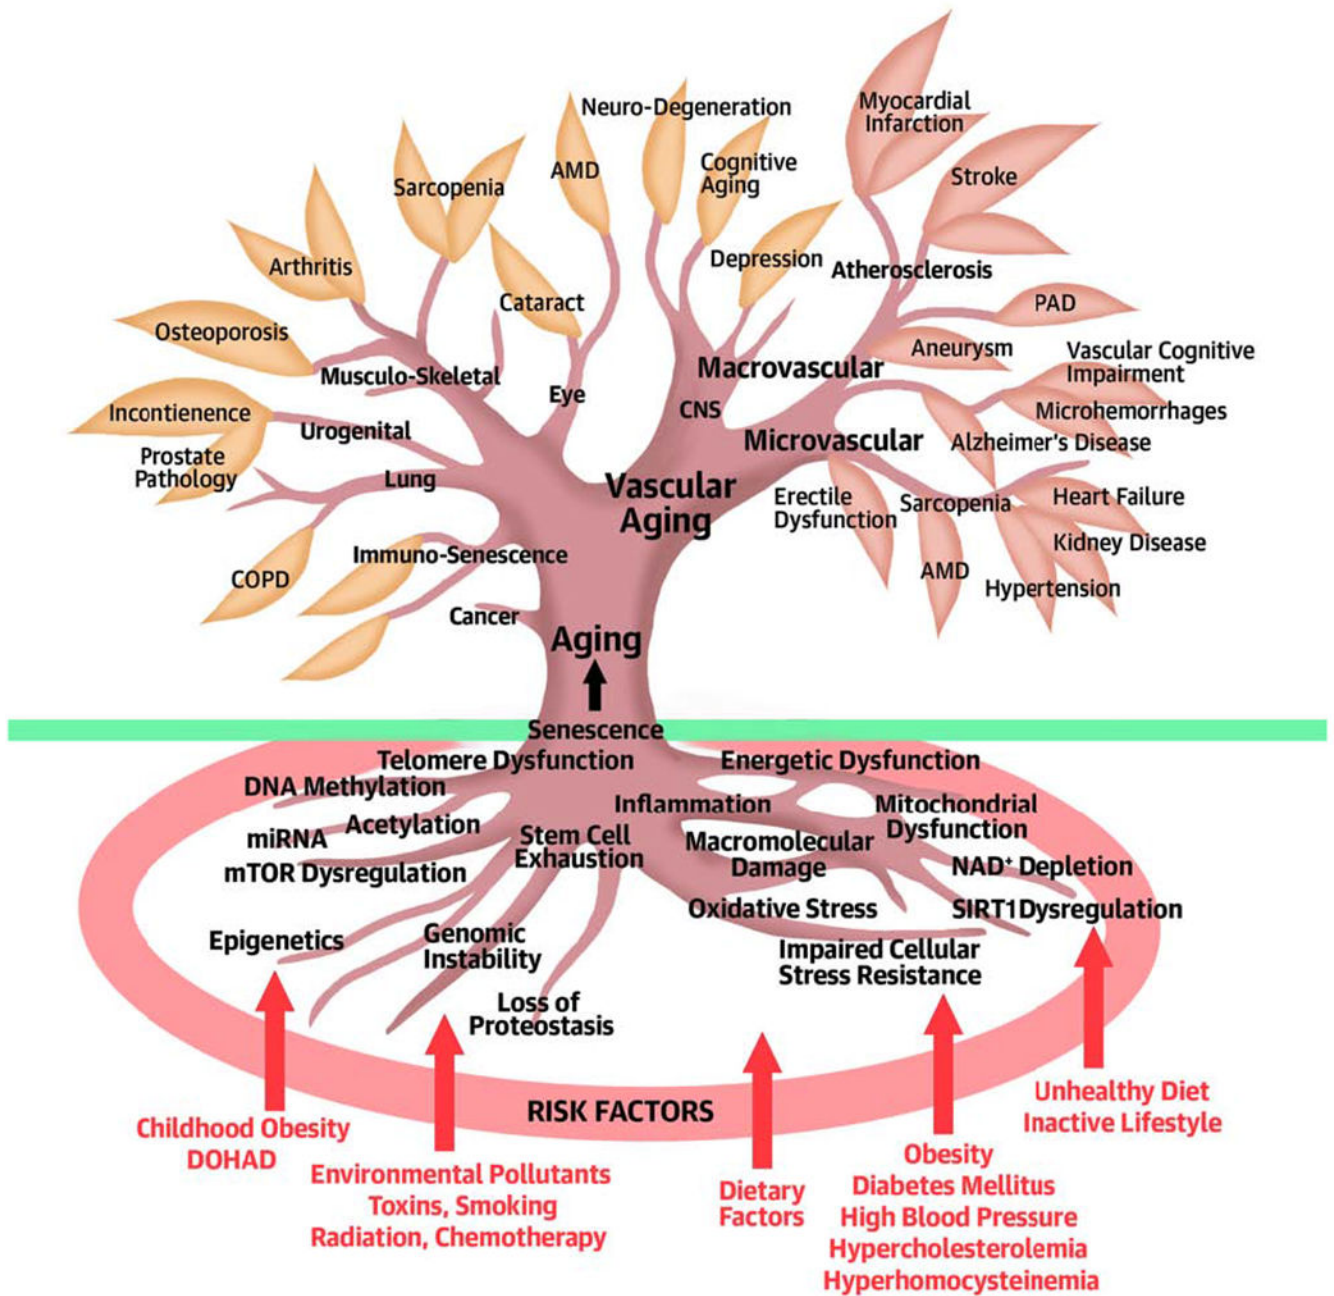 Neuro-Degeneration
Myocardial
Infarction
Sarcopenia
AMD
Cognitive
Aging
Stroke
Arthritis
Depression
Atherosclerosis
Cataract
PAD
Osteoporosis
Aneurysm
Vascular Cognitive
Impairment
Musculo-Skeletal
Eye
Macrovascular
CNS
Microhemorrhages
Incontienence
Urogenital
Microvascular
Alzheimer's Disease
Prostate
Pathology
Lung
Vascular
Aging
Erectile
Dysfunction
Sarcopenia
Heart Failure
Kidney Disease
Immuno-Senescence
COPD
AMD
Hypertension
Cancer
Aging
Senescence
Telomere Dysfunction
Energetic Dysfunction
DNA Methylation
Inflammation
Mitochondrial
Dysfunction
miRNA
Acetylation
Stem Cell
Exhaustion
Macromolecular
Damage
mTOR Dysregulation
NAD⁺ Depletion
Oxidative Stress
SIRT1Dysregulation
Epigenetics
Genomic
Instability
Impaired Cellular
Stress Resistance
Loss of
Proteostasis
RISK FACTORS
Childhood Obesity
DOHAD
Environmental Pollutants
Toxins, Smoking
Radiation, Chemotherapy
Dietary
Factors
Obesity
Diabetes Mellitus
High Blood Pressure
Hypercholesterolemia
Hyperhomocysteinemia
Unhealthy Diet
Inactive Lifestyle